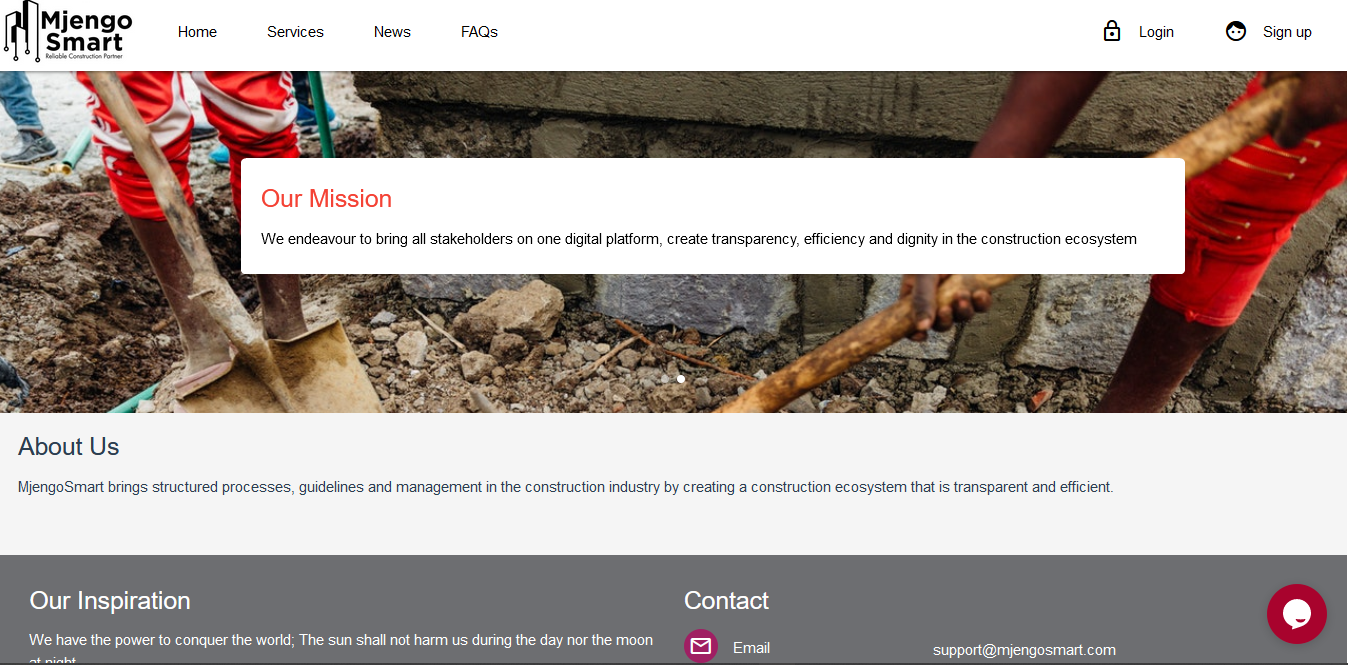 Mjengo
Smart
Reliable Construction Partner
Home
Services
News
FAQs
Login
Sign up
Our Mission
We endeavour to bring all stakeholders on one digital platform, create transparency, efficiency and dignity in the construction ecosystem
About Us
MjengoSmart brings structured processes, guidelines and management in the construction industry by creating a construction ecosystem that is transparent and efficient.
Our Inspiration
We have the power to conquer the world; The sun shall not harm us during the day nor the moon
at night
Contact
Email
support@mjengosmart.com